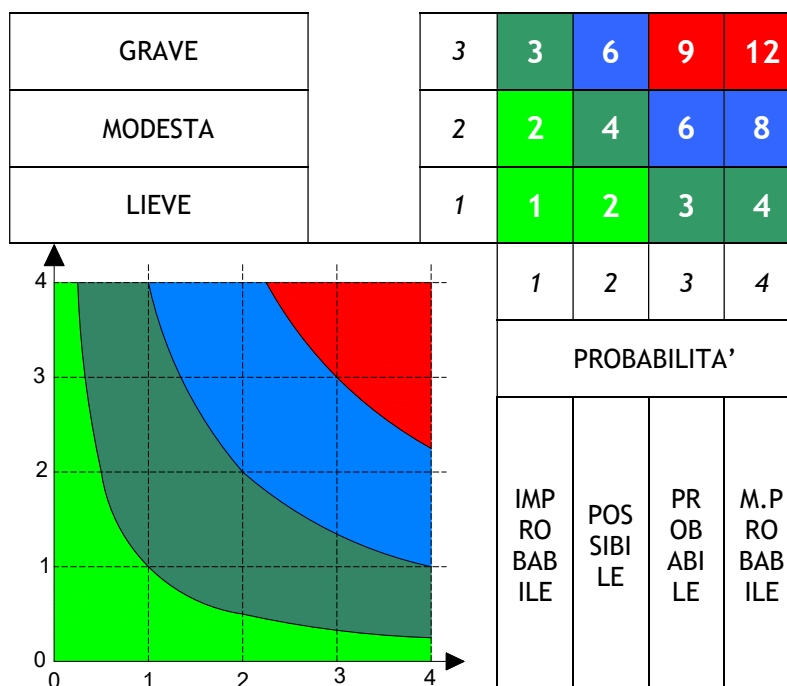 GRAVE 3 3 6 9 12
MODESTA 2 2 4 6 8
LIEVE 1 1 2 3 4
1 2 3 4
PROBABILITA’
IMP
RO
BAB
ILE
POS
SIBI
LE
PR
OB
ABI
LE
M.P
RO
BAB
ILE
4
3
2
1
0
0 1 2 3 4